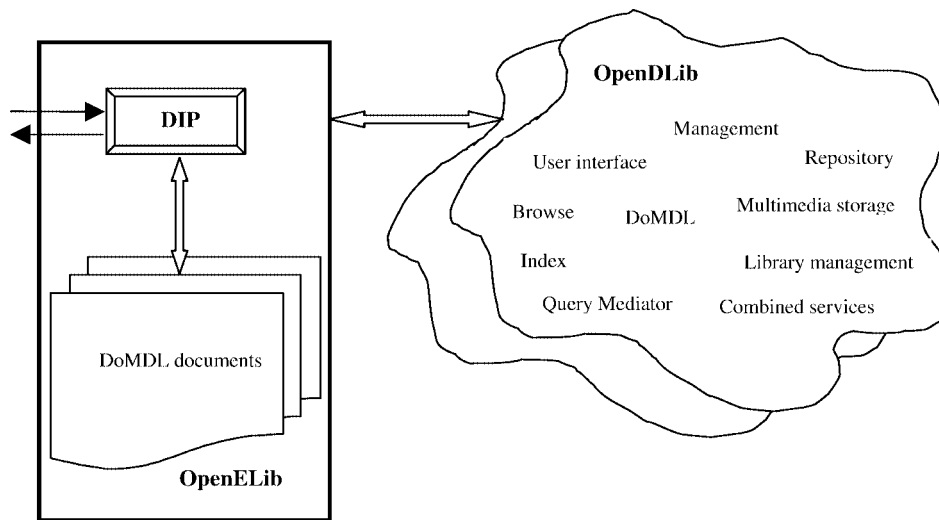 DIP
DoMDL documents
OpenELib
OpenDLib
Management
User interface
Repository
Browse
DoMDL
Multimedia storage
Index
Library management
Query Mediator
Combined services